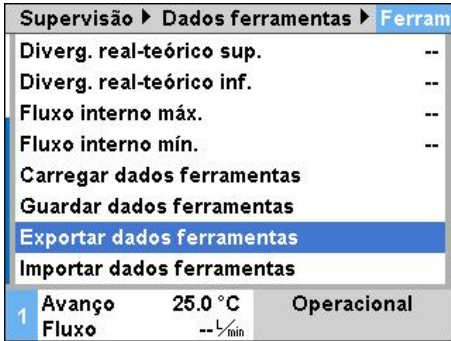 Supervisão ▶ Dados ferramentas ▶ Ferram
Diverg. real-teórico sup. --
Diverg. real-teórico inf. --
Fluxo interno máx. --
Fluxo interno mín. --
Carregar dados ferramentas
Guardar dados ferramentas
Exportar dados ferramentas
Importar dados ferramentas
1 Avanço 25.0 °C Operacional
Fluxo -- L/min